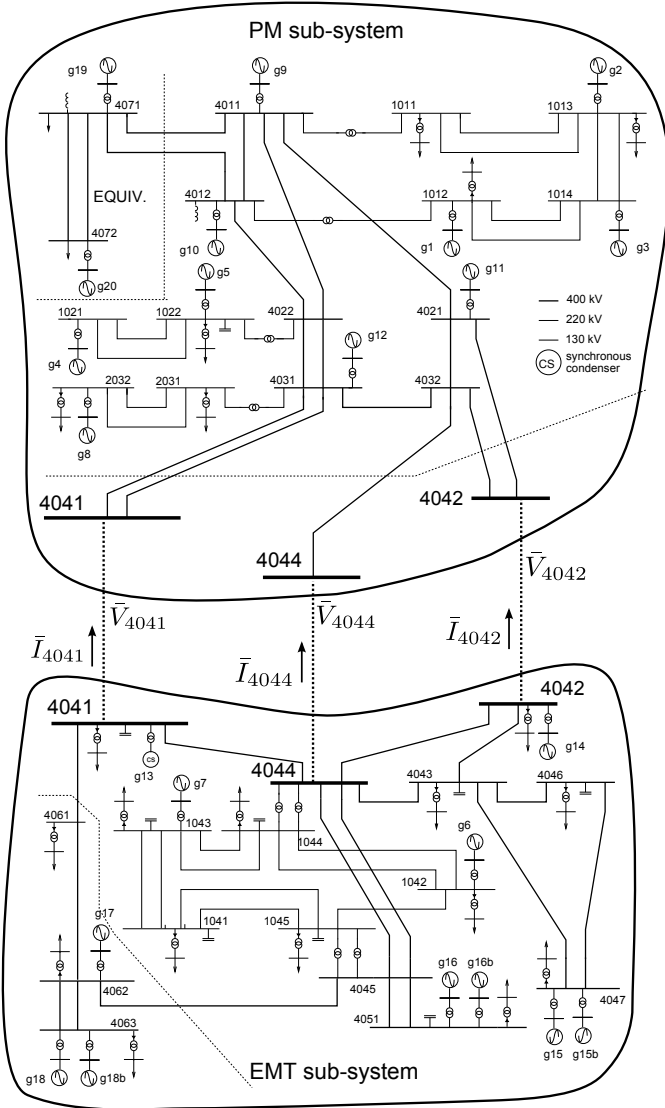 PM sub-system
g19
g9
g2
4071
4011
1011
1013
EQUIV.
4012
1012
1014
4072
g10
g1
g3
g20
g5
g11
1021
1022
4022
4021
400 kV
220 kV
130 kV
CS synchronous
condenser
g4
g12
2032
2031
4031
4032
g8
4041
4042
4044
V̄4041
V̄4044
V̄4042
Ī4041
Ī4044
Ī4042
4041
4042
CS
g13
g14
4044
4043
4046
g7
4061
1043
1044
g6
1042
g17
1041
1045
g16
g16b
4062
4045
4051
4047
4063
g15
g15b
g18
g18b
EMT sub-system